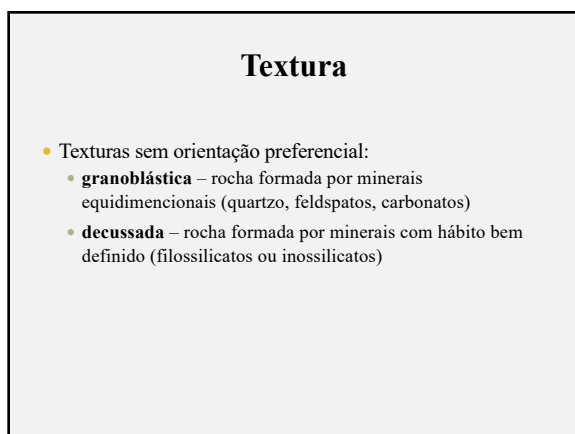 Textura
• Texturas sem orientação preferencial:
• granoblástica – rocha formada por minerais
equidimencionais (quartzo, feldspatos, carbonatos)
• decussada – rocha formada por minerais com hábito bem
definido (filossilicatos ou inossilicatos)